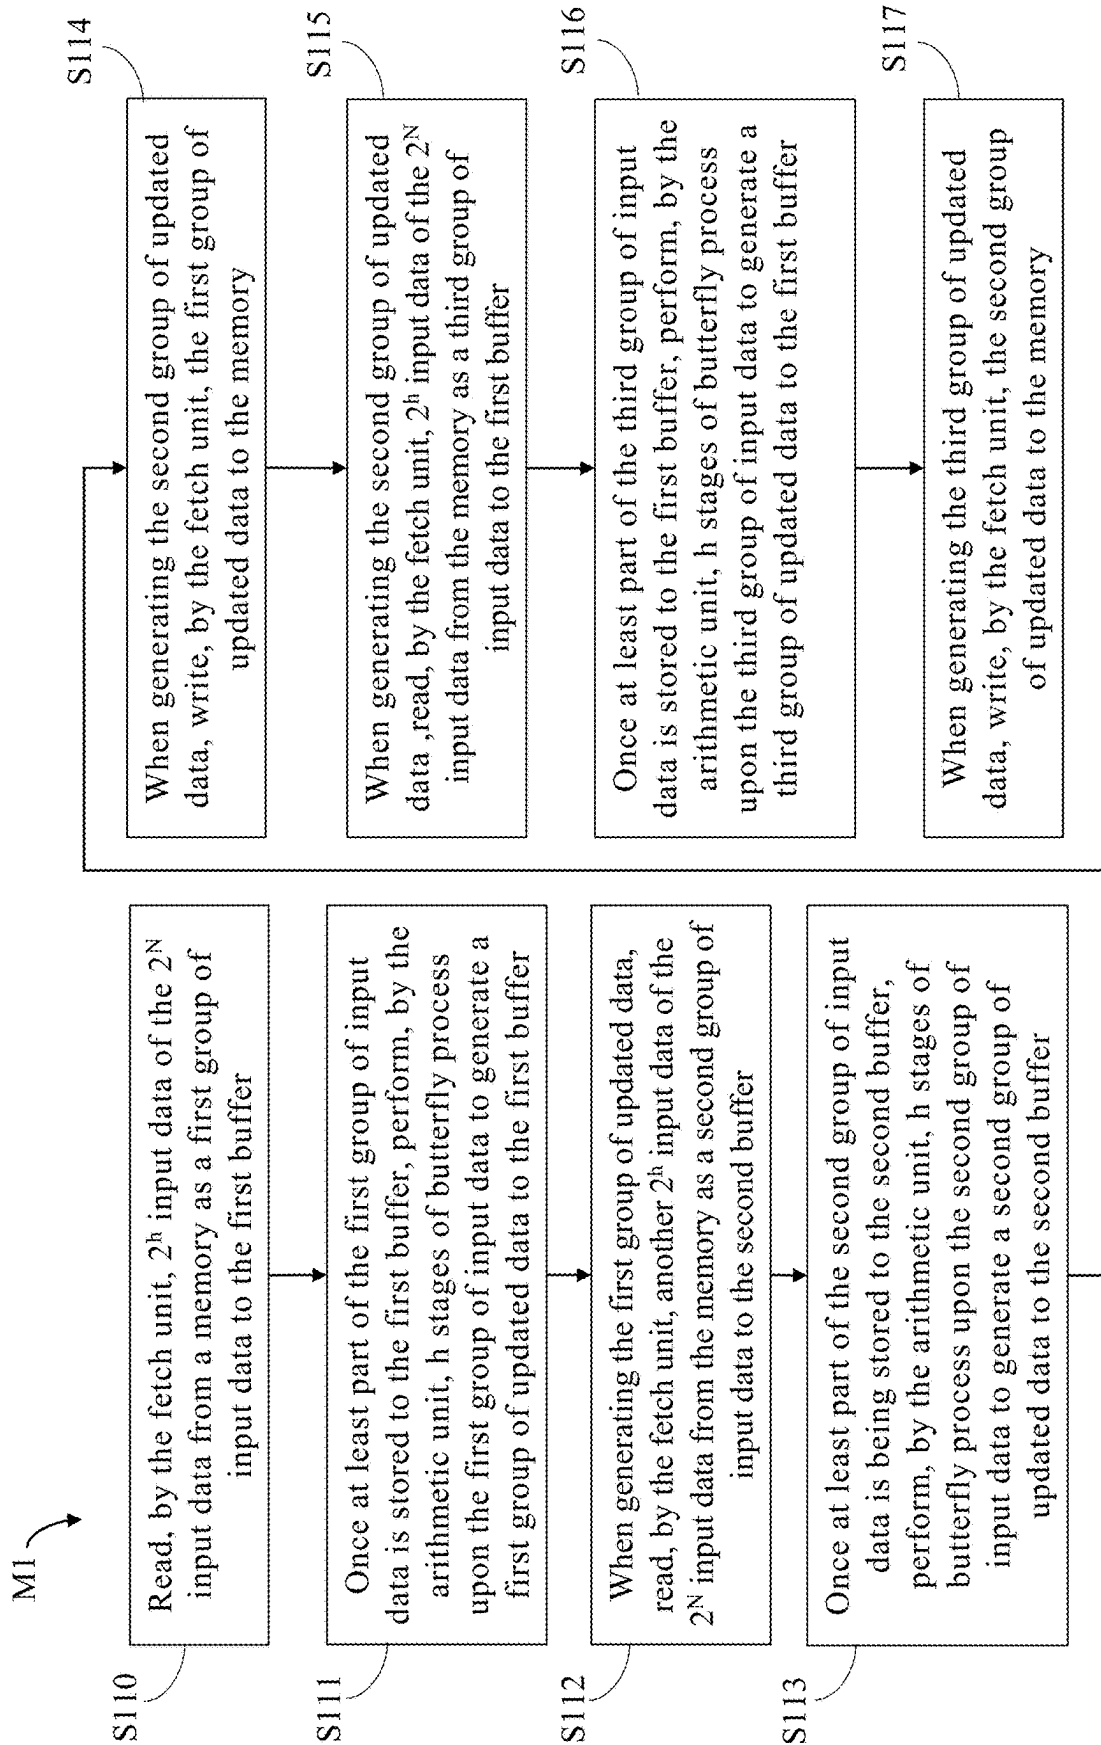 M1
S110
Read, by the fetch unit, 2ʰ input data of the 2ᴺ
input data from a memory as a first group of
input data to the first buffer
S111
Once at least part of the first group of input
data is stored to the first buffer, perform, by the
arithmetic unit, h stages of butterfly process
upon the first group of input data to generate a
first group of updated data to the first buffer
S112
When generating the first group of updated data,
read, by the fetch unit, another 2ʰ input data of the
2ᴺ input data from the memory as a second group of
input data to the second buffer
S113
Once at least part of the second group of input
data is being stored to the second buffer,
perform, by the arithmetic unit, h stages of
butterfly process upon the second group of
input data to generate a second group of
updated data to the second buffer
S114
When generating the second group of updated
data, write, by the fetch unit, the first group of
updated data to the memory
S115
When generating the second group of updated
data ,read, by the fetch unit, 2ʰ input data of the 2ᴺ
input data from the memory as a third group of
input data to the first buffer
S116
Once at least part of the third group of input
data is stored to the first buffer, perform, by the
arithmetic unit, h stages of butterfly process
upon the third group of input data to generate a
third group of updated data to the first buffer
S117
When generating the third group of updated
data, write, by the fetch unit, the second group
of updated data to the memory